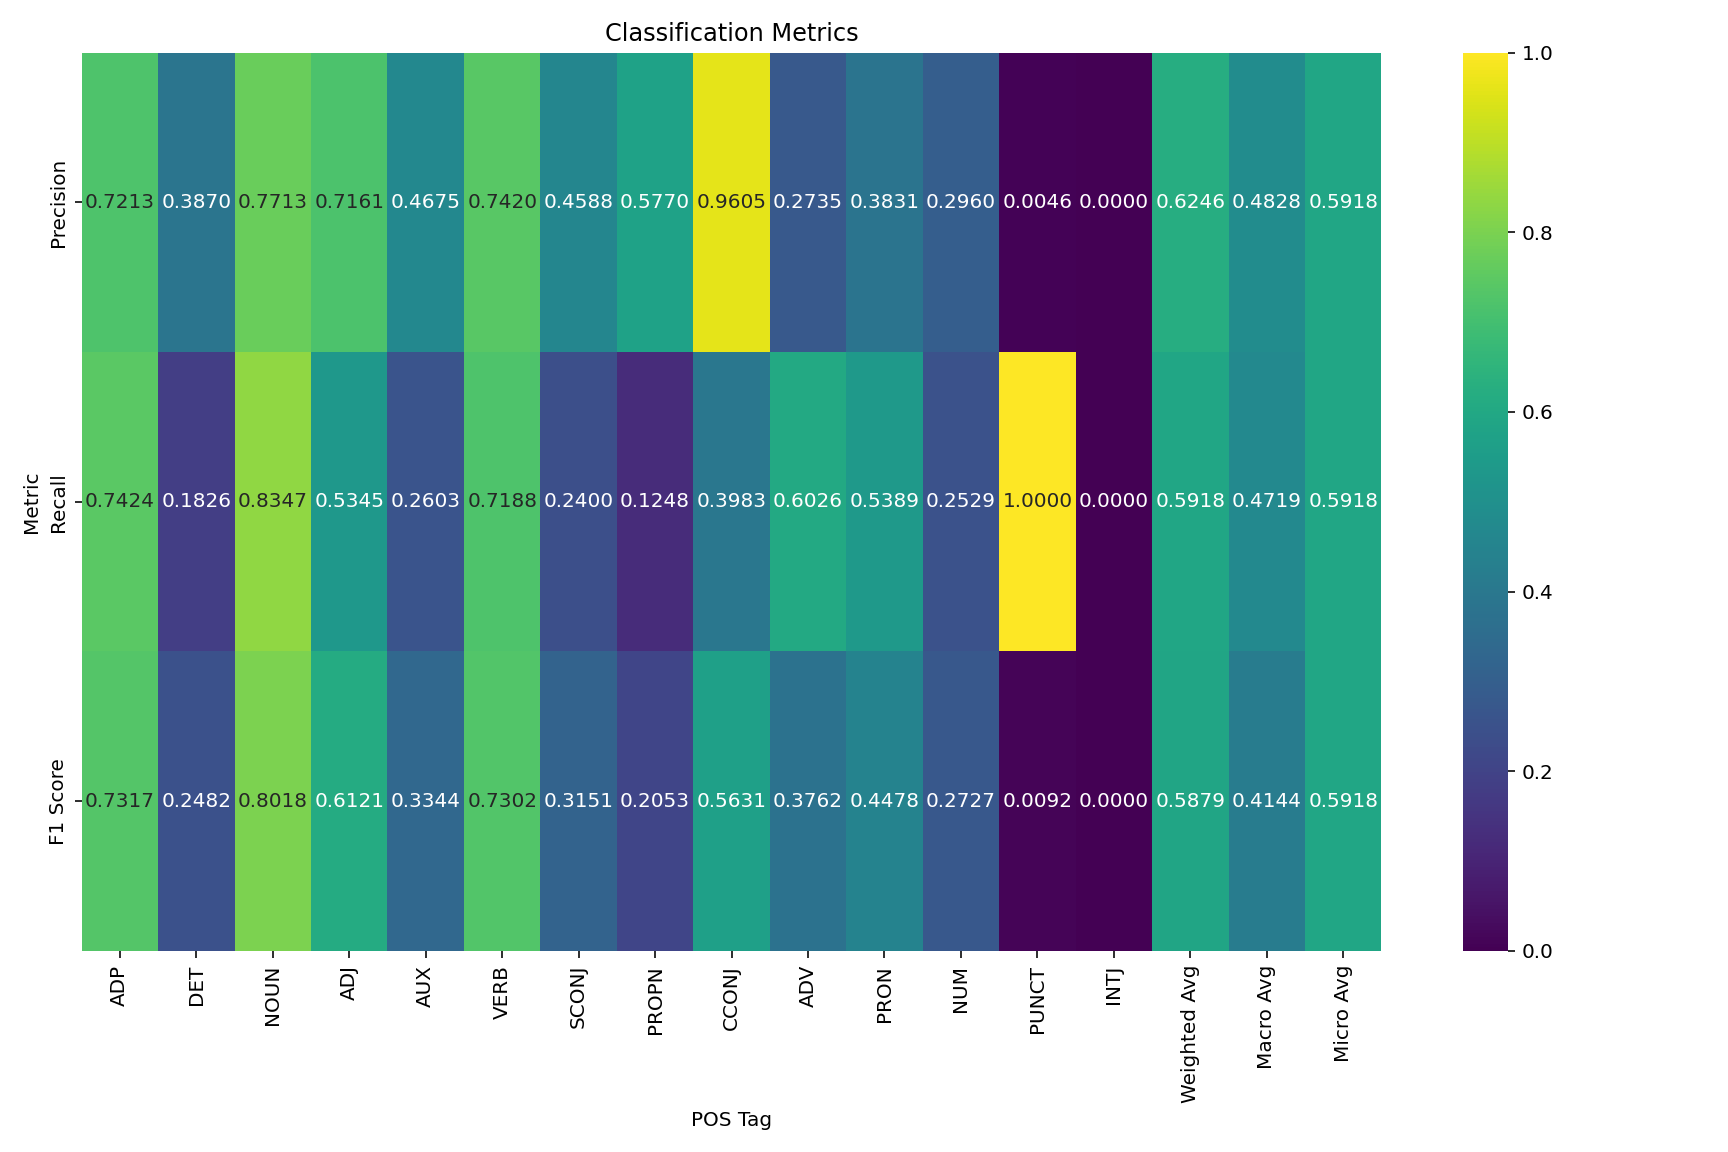 Classification Metrics
Metric
Precision
0.7213 0.3870 0.7713 0.7161 0.4675 0.7420 0.4588 0.5770 0.9605 0.2735 0.3831 0.2960 0.0046 0.0000 0.6246 0.4828 0.5918
Recall
0.7424 0.1826 0.8347 0.5345 0.2603 0.7188 0.2400 0.1248 0.3983 0.6026 0.5389 0.2529 1.0000 0.0000 0.5918 0.4719 0.5918
F1 Score
0.7317 0.2482 0.8018 0.6121 0.3344 0.7302 0.3151 0.2053 0.5631 0.3762 0.4478 0.2727 0.0092 0.0000 0.5879 0.4144 0.5918
ADP
DET
NOUN
ADJ
AUX
VERB
SCONJ
PROPN
CCONJ
ADV
PRON
NUM
PUNCT
INTJ
Weighted Avg
Macro Avg
Micro Avg
POS Tag
1.0
0.8
0.6
0.4
0.2
0.0